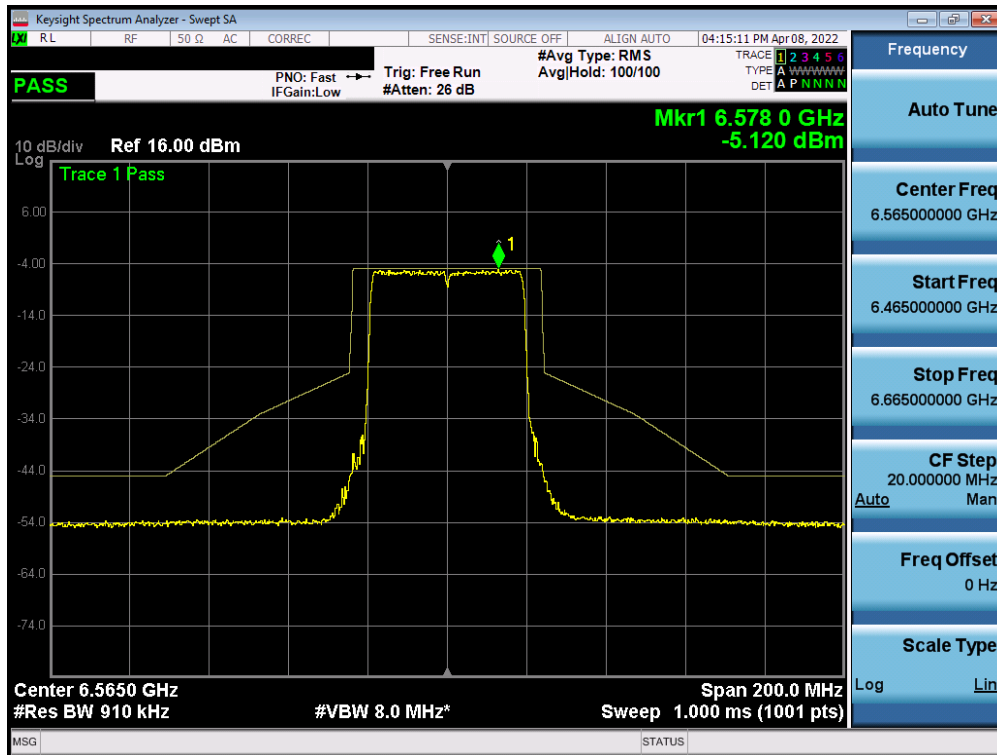 Keysight Spectrum Analyzer - Swept SA
LXI RL RF 50 Ω AC CORREC SENSE:INT SOURCE OFF ALIGN AUTO 04:15:11 PM Apr 08, 2022
PASS
PNO: Fast
IFGain:Low
Trig: Free Run
#Atten: 26 dB
#Avg Type: RMS
Avg|Hold: 100/100
TRACE 1 2 3 4 5 6
TYPE A WWWWWW
DET A P N N N N
Mkr1 6.578 0 GHz
-5.120 dBm
10 dB/div Ref 16.00 dBm
Log
Trace 1 Pass
1
6.00
-4.00
-14.0
-24.0
-34.0
-44.0
-54.0
-64.0
-74.0
Center 6.5650 GHz Span 200.0 MHz
#Res BW 910 kHz #VBW 8.0 MHz* Sweep 1.000 ms (1001 pts)
MSG STATUS
Frequency
Auto Tune
Center Freq
6.565000000 GHz
Start Freq
6.465000000 GHz
Stop Freq
6.665000000 GHz
CF Step
20.000000 MHz
Auto Man
Freq Offset
0 Hz
Scale Type
Log Lin